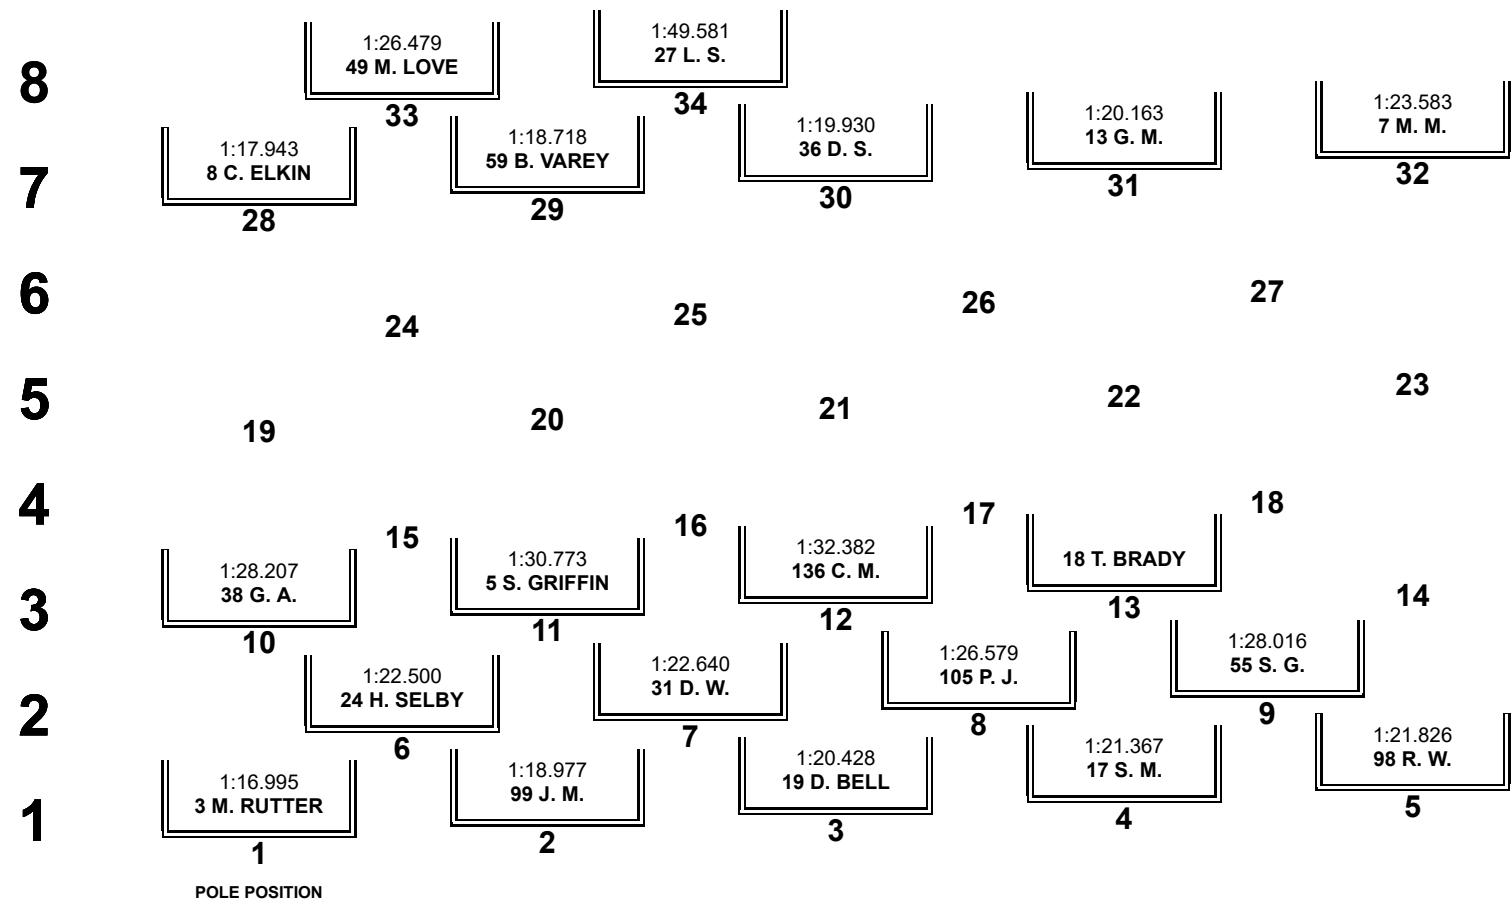 8
1:26.479
49 M. LOVE
33
1:49.581
27 L. S.
34
7
1:17.943
8 C. ELKIN
28
1:18.718
59 B. VAREY
29
1:19.930
36 D. S.
30
1:20.163
13 G. M.
31
1:23.583
7 M. M.
32
6
24
25
26
27
5
19
20
21
22
23
4
15
16
17
18
3
1:28.207
38 G. A.
10
1:30.773
5 S. GRIFFIN
11
1:32.382
136 C. M.
12
18 T. BRADY
13
14
2
1:22.500
24 H. SELBY
6
1:22.640
31 D. W.
7
1:26.579
105 P. J.
8
1:28.016
55 S. G.
9
1
1:16.995
3 M. RUTTER
1
1:18.977
99 J. M.
2
1:20.428
19 D. BELL
3
1:21.367
17 S. M.
4
1:21.826
98 R. W.
5
POLE POSITION